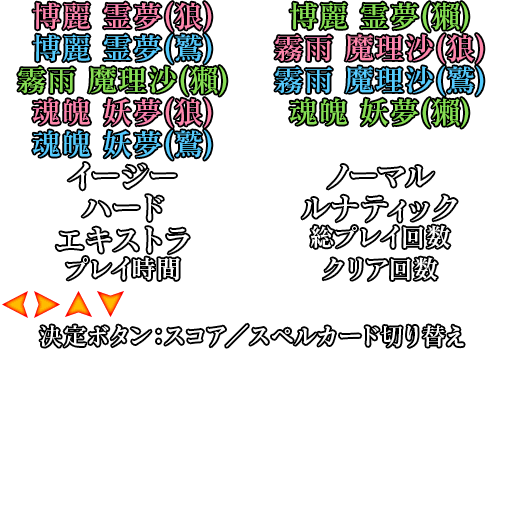 博麗 霊夢(狼) 博麗 霊夢(獺)
博麗 霊夢(鷲) 霧雨 魔理沙(狼)
霧雨 魔理沙(獺) 霧雨 魔理沙(鷲)
魂魄 妖夢(狼) 魂魄 妖夢(獺)
魂魄 妖夢(鷲)
イージー ノーマル
ハード ルナティック
エキストラ 総プレイ回数
プレイ時間 クリア回数
決定ボタン:スコア/スペルカード切り替え